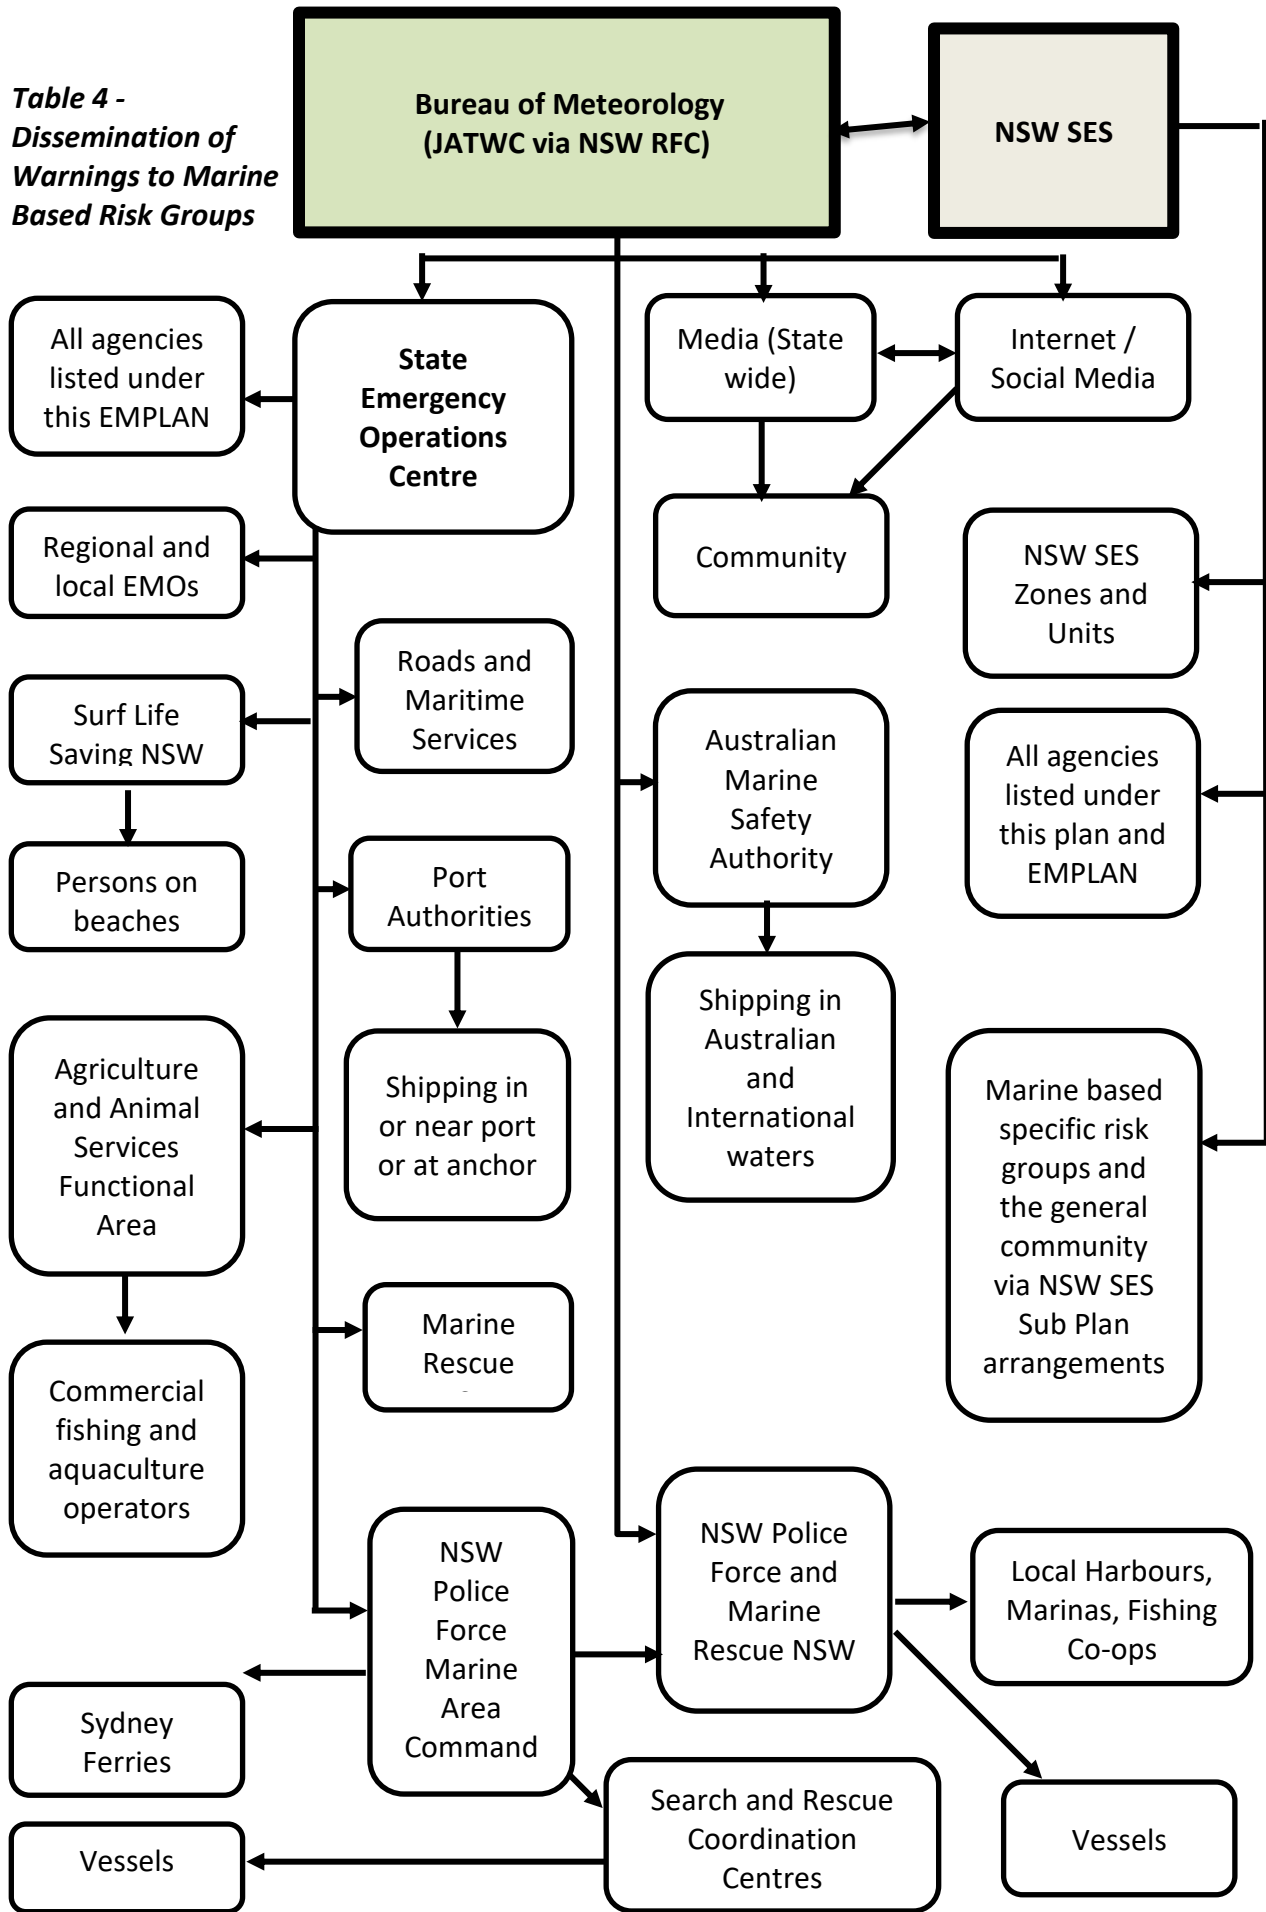 Table 4 -
Dissemination of
Warnings to Marine
Based Risk Groups
Bureau of Meteorology
(JATWC via NSW RFC)
NSW SES
All agencies
listed under
this EMPLAN
State
Emergency
Operations
Centre
Media (State
wide)
Internet /
Social Media
Regional and
local EMOs
Community
NSW SES
Zones and
Units
Surf Life
Saving NSW
Roads and
Maritime
Services
Australian
Marine
Safety
Authority
All agencies
listed under
this plan and
EMPLAN
Persons on
beaches
Port
Authorities
Agriculture
and Animal
Services
Functional
Area
Shipping in
or near port
or at anchor
Shipping in
Australian
and
International
waters
Marine based
specific risk
groups and
the general
community
via NSW SES
Sub Plan
arrangements
Marine
Rescue
Commercial
fishing and
aquaculture
operators
NSW
Police
Force
Marine
Area
Command
NSW Police
Force and
Marine
Rescue NSW
Local Harbours,
Marinas, Fishing
Co-ops
Sydney
Ferries
Search and Rescue
Coordination
Centres
Vessels
Vessels